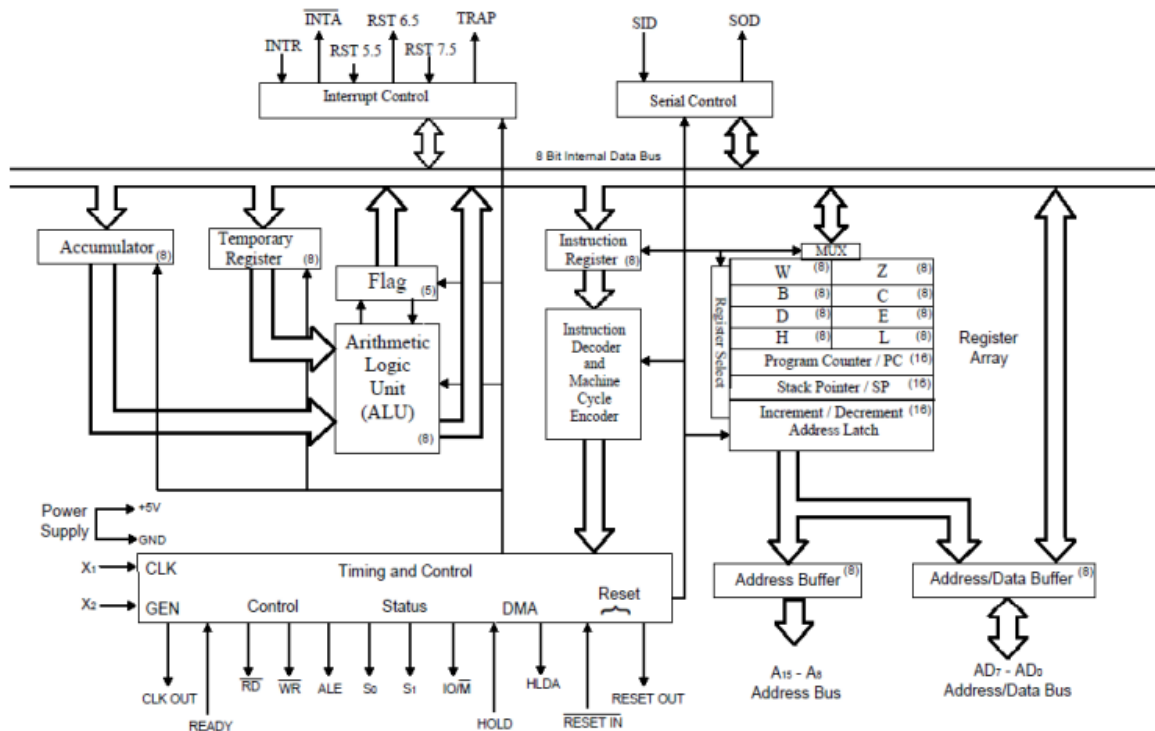 INTA RST 6.5 TRAP
INTR RST 5.5 RST 7.5
Interrupt Control
SID SOD
Serial Control
8 Bit Internal Data Bus
Accumulator (8)
Temporary
Register (8)
Flag (5)
Arithmetic
Logic
Unit
(ALU)
(8)
Instruction
Register (8)
Instruction
Decoder
and
Machine
Cycle
Encoder
MUX
Register Select
W (8) Z (8)
B (8) C (8)
D (8) E (8)
H (8) L (8)
Program Counter / PC (16)
Stack Pointer / SP (16)
Increment / Decrement (16)
Address Latch
Register
Array
Power
Supply
+5V
GND
X1
X2
CLK
GEN
Timing and Control
Control Status DMA Reset
CLK OUT
READY
RD
WR
ALE
S0
S1
IO/M
HOLD
HLDA
RESET IN
RESET OUT
Address Buffer (8)
Address/Data Buffer (8)
A15 - A8
Address Bus
AD7 - AD0
Address/Data Bus